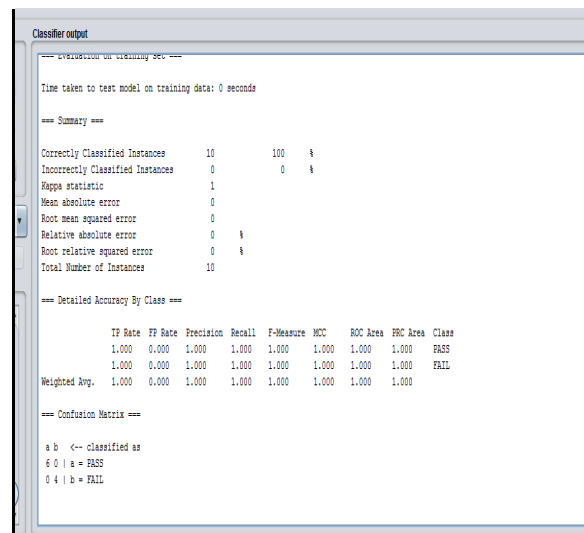 Classifier output
=== Evaluation on training set ===
Time taken to test model on training data: 0 seconds
=== Summary ===
Correctly Classified Instances 10 100 %
Incorrectly Classified Instances 0 0 %
Kappa statistic 1
Mean absolute error 0
Root mean squared error 0
Relative absolute error 0 %
Root relative squared error 0 %
Total Number of Instances 10
=== Detailed Accuracy By Class ===
TP Rate FP Rate Precision Recall F-Measure MCC ROC Area PRC Area Class
1.000 0.000 1.000 1.000 1.000 1.000 1.000 1.000 PASS
1.000 0.000 1.000 1.000 1.000 1.000 1.000 1.000 FAIL
Weighted Avg. 1.000 0.000 1.000 1.000 1.000 1.000 1.000 1.000
=== Confusion Matrix ===
a b <-- classified as
6 0 | a = PASS
0 4 | b = FAIL